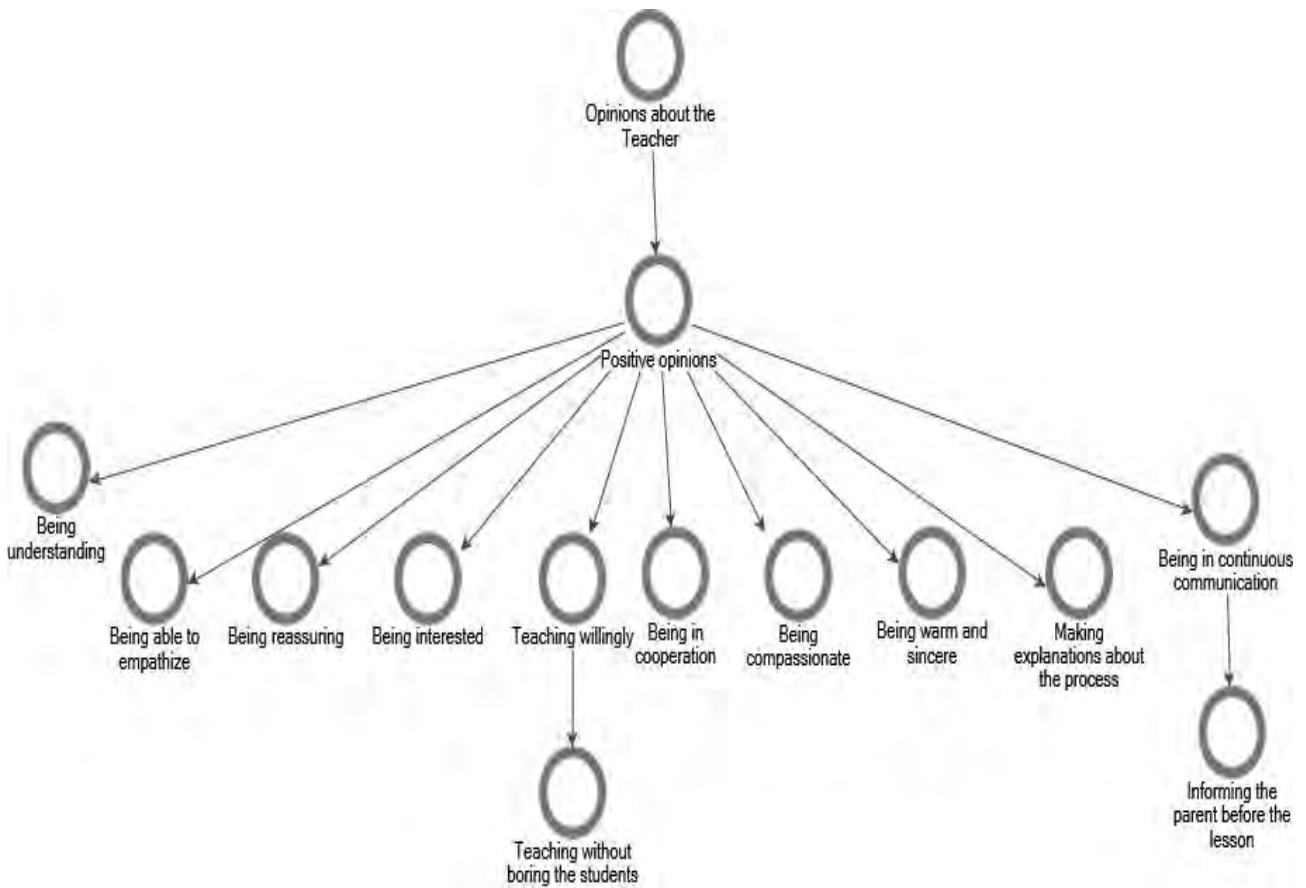 Opinions about the
Teacher
Positive opinions
Being
understanding
Being able to
empathize
Being reassuring
Being interested
Teaching willingly
Being in
cooperation
Being
compassionate
Being warm and
sincere
Making
explanations about
the process
Being in continuous
communication
Teaching without
boring the students
Informing the
parent before the
lesson